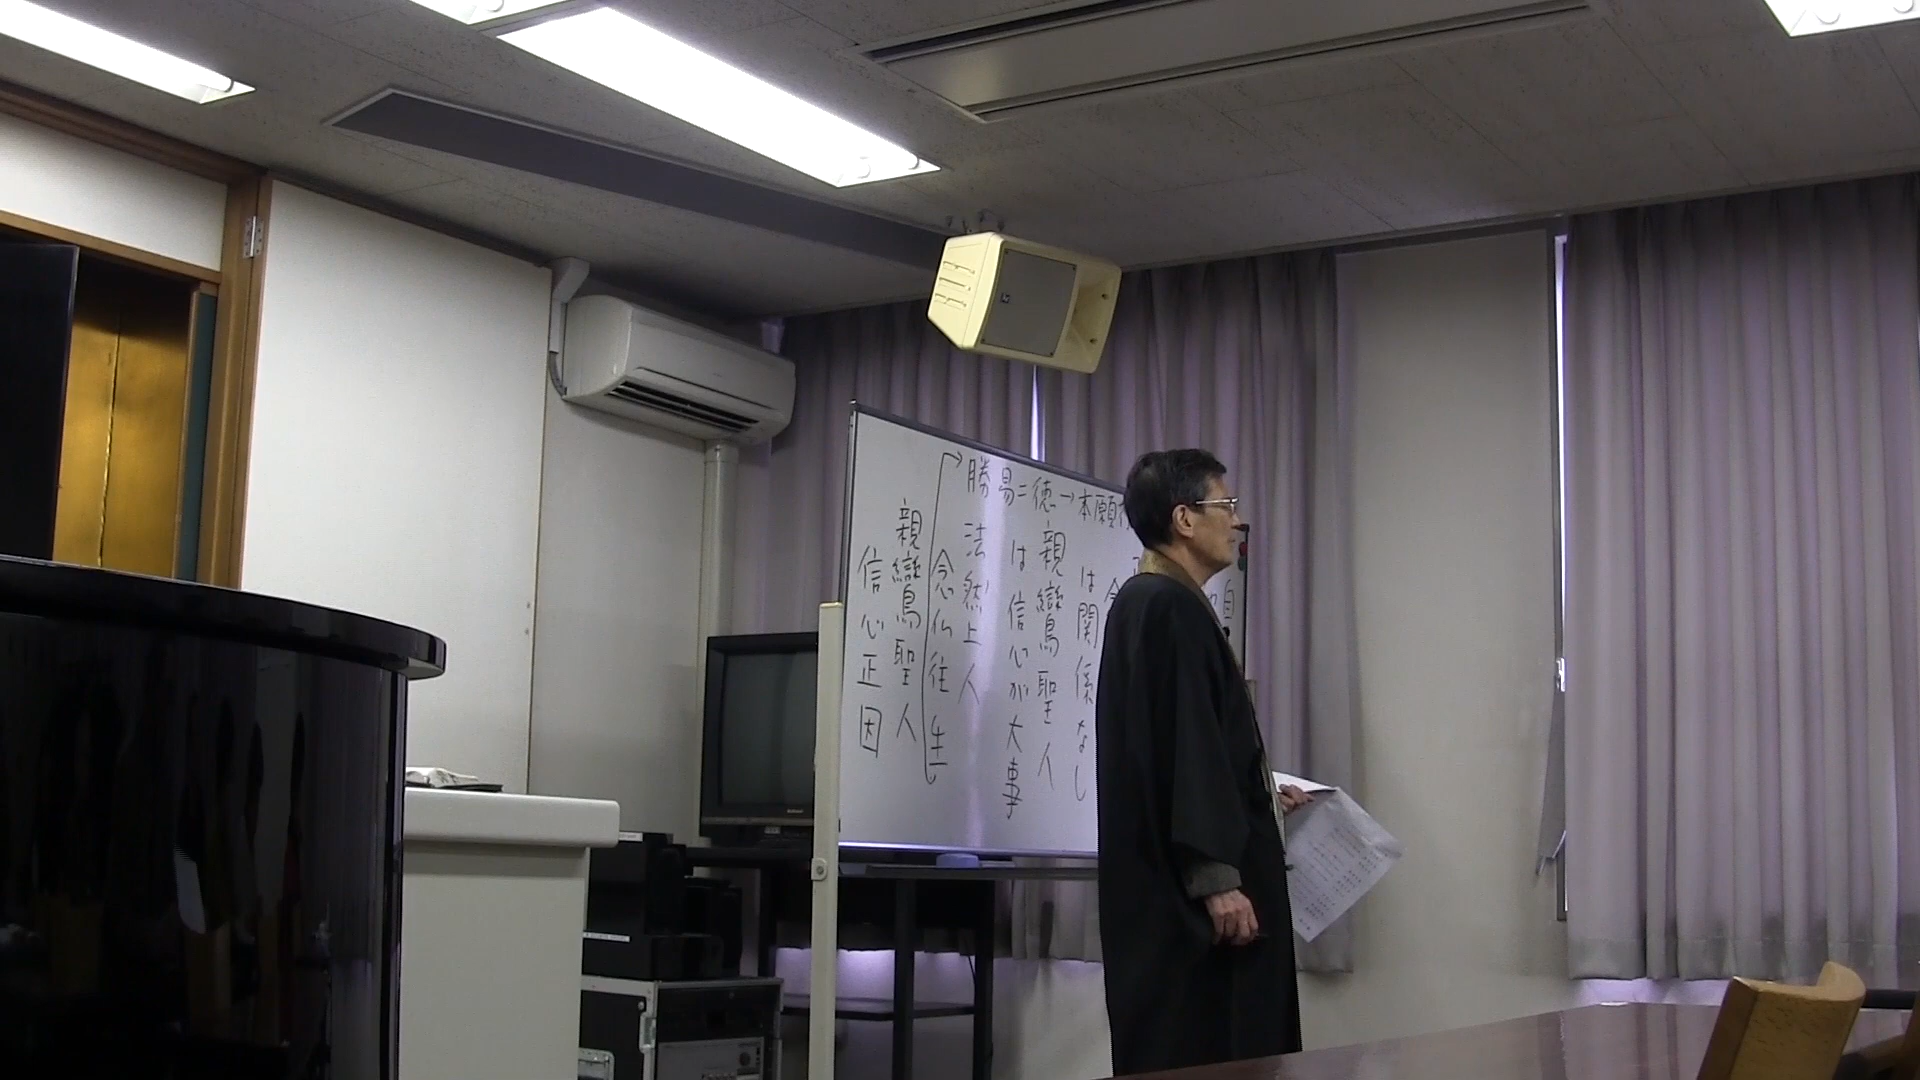 自
は関係なし
親鸞聖人
は信心が大事
勝易=徳→本願
法然上人
念仏往生
親鸞聖人
信心正因